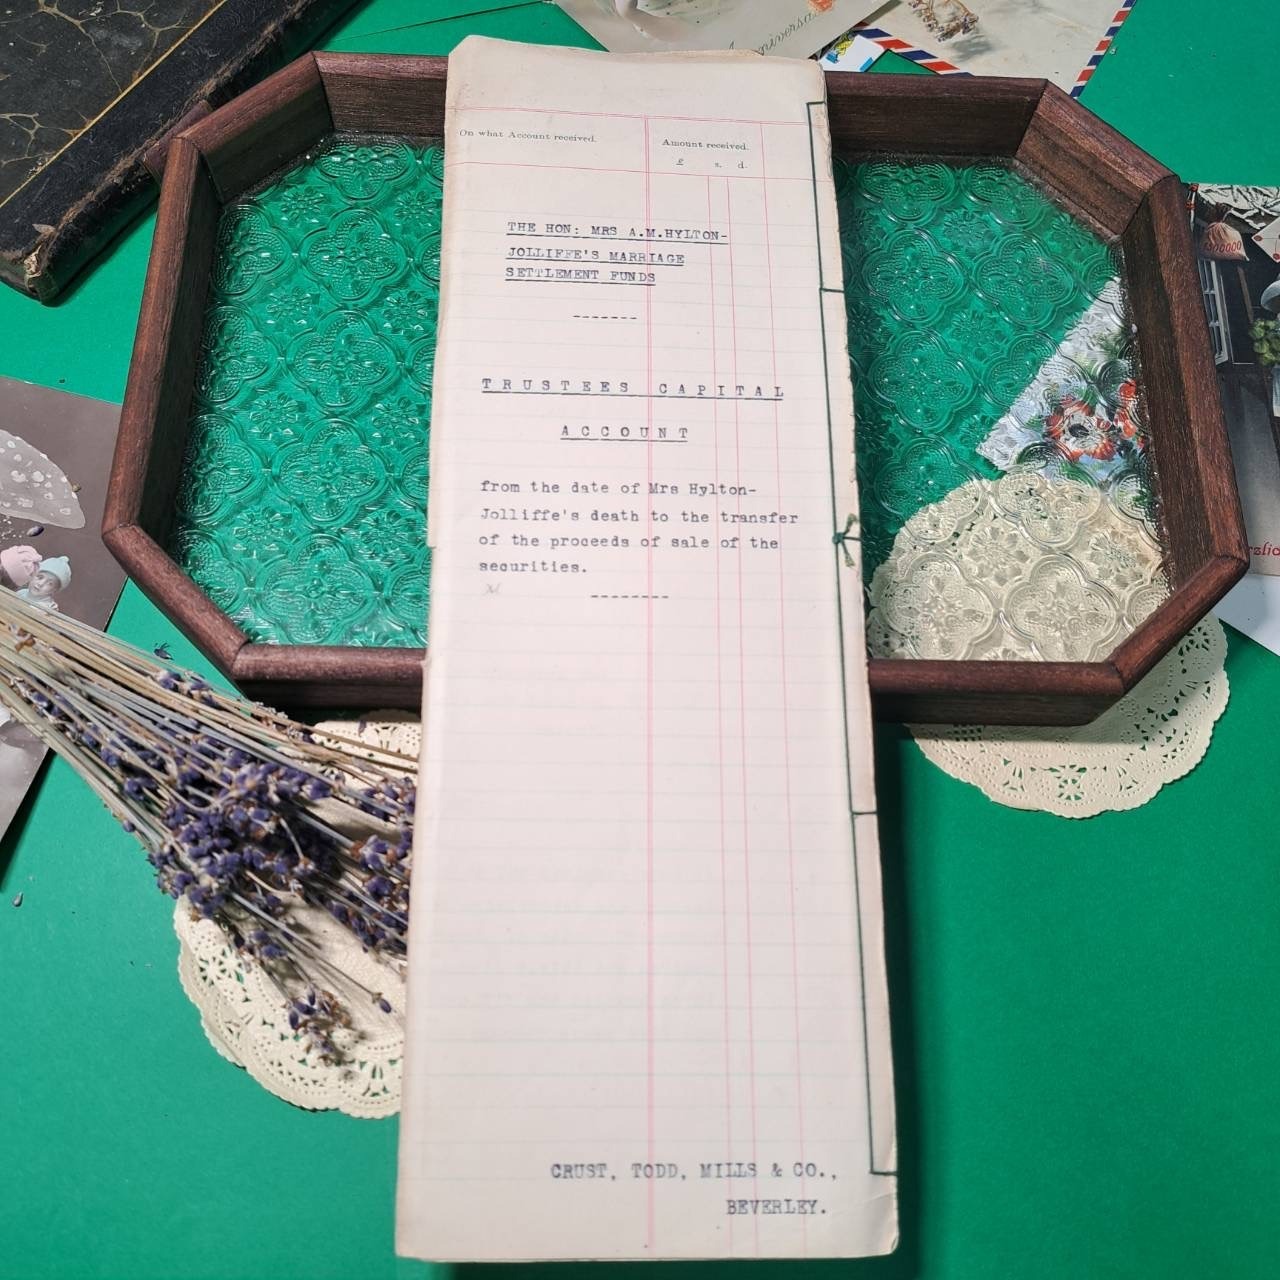 On what Account received.
Amount received.
£ s. d.
THE HON: MRS A.M.HYLTON-
JOLLIFFE'S MARRIAGE
SETTLEMENT FUNDS
-------
TRUSTEES CAPITAL
ACCOUNT
from the date of Mrs Hylton-
Jolliffe's death to the transfer
of the proceeds of sale of the
securities.
--------
CRUST, TODD, MILLS & CO.,
BEVERLEY.